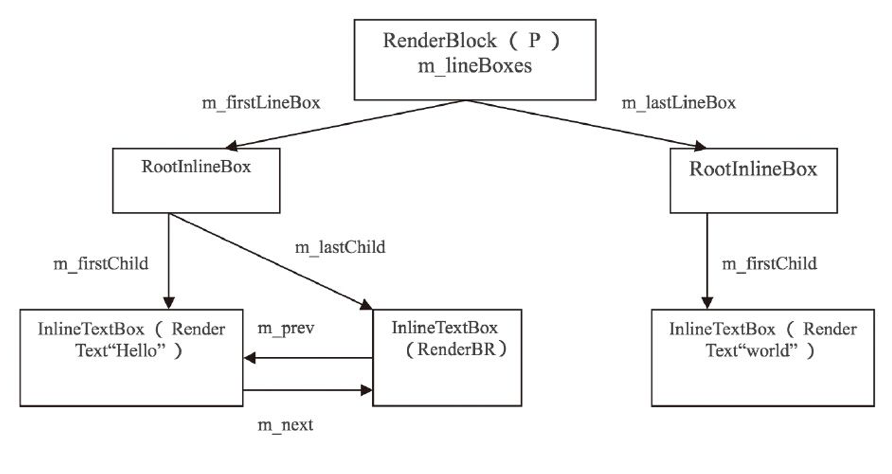 RenderBlock ( P )
m_lineBoxes
m_firstLineBox
m_lastLineBox
RootInlineBox
RootInlineBox
m_lastChild
m_firstChild
m_firstChild
InlineTextBox ( Render
Text“Hello” )
m_prev
InlineTextBox
(RenderBR)
InlineTextBox ( Render
Text“world” )
m_next